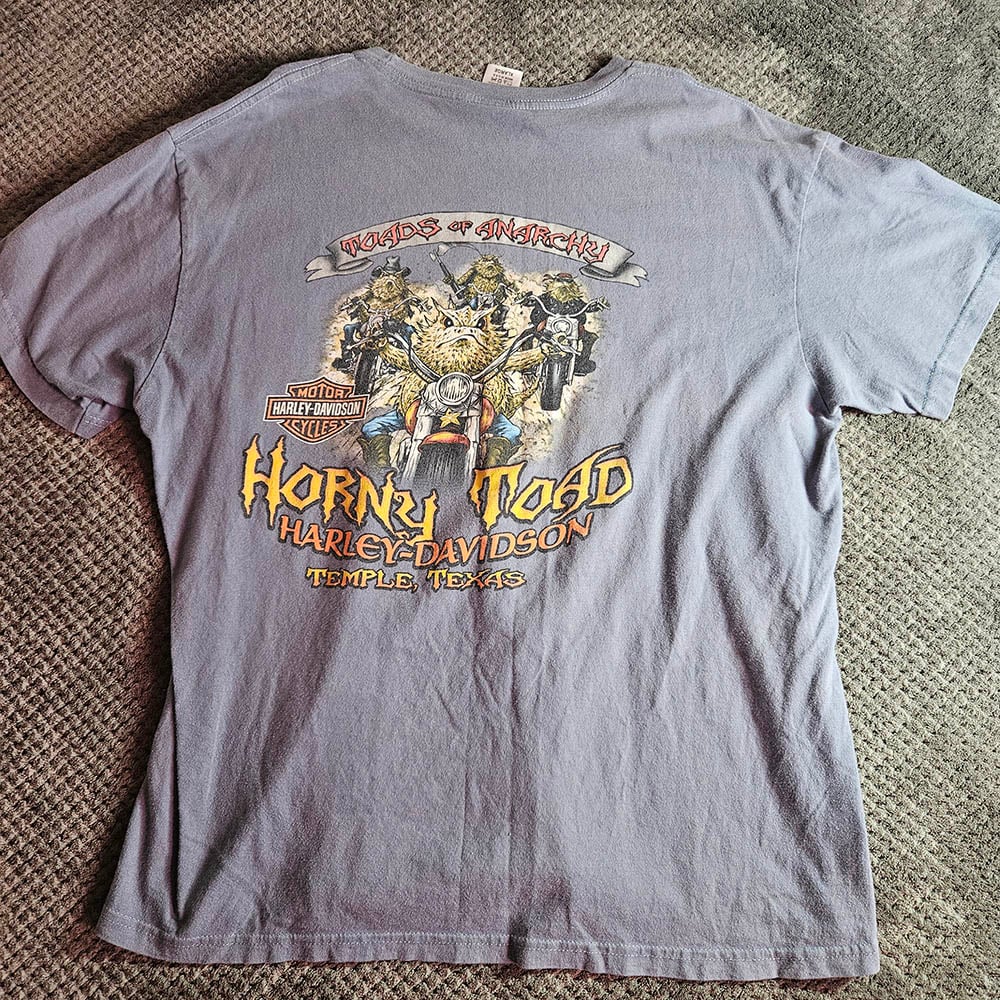 TOADS OF ANARCHY
MOTOR
HARLEY-DAVIDSON
CYCLES
HORNY TOAD
HARLEY-DAVIDSON
TEMPLE, TEXAS